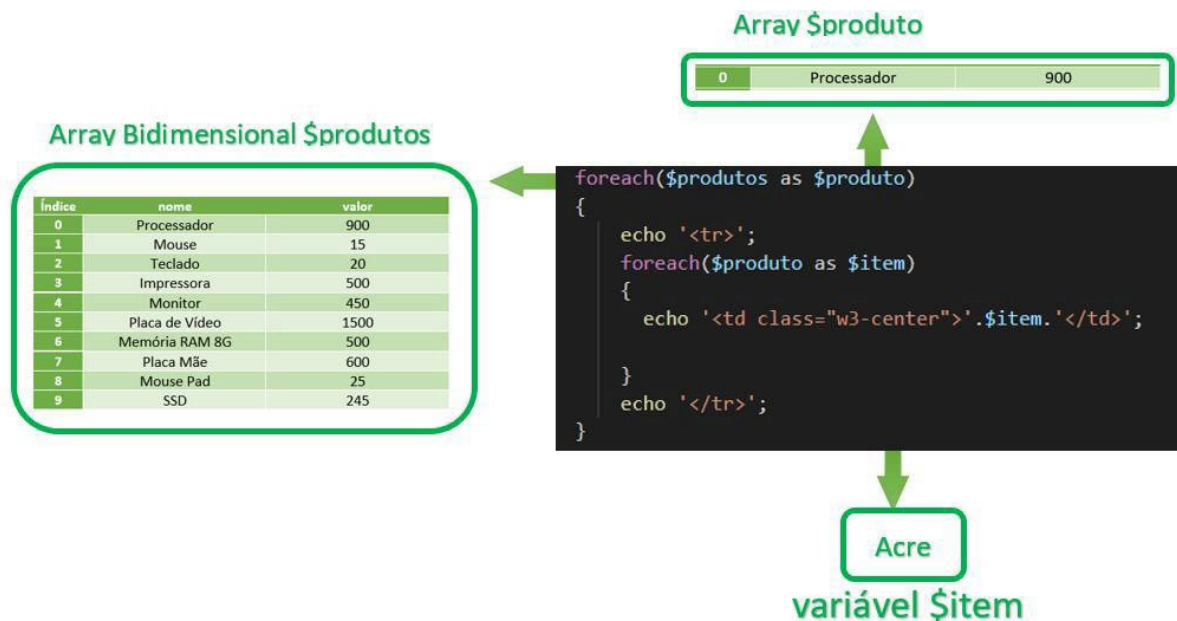 Array $produto
0 Processador 900
Array Bidimensional $produtos
Índice nome valor
0 Processador 900
1 Mouse 15
2 Teclado 20
3 Impressora 500
4 Monitor 450
5 Placa de Vídeo 1500
6 Memória RAM 8G 500
7 Placa Mãe 600
8 Mouse Pad 25
9 SSD 245
foreach($produtos as $produto)
{
echo '<tr>';
foreach($produto as $item)
{
echo '<td class="w3-center">'.$item.'</td>';
}
echo '</tr>';
}
Acre
variável $item